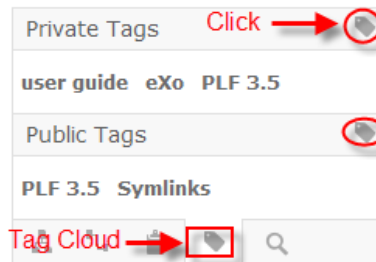 Private Tags Click
user guide eXo PLF 3.5
Public Tags
PLF 3.5 Symlinks
Tag Cloud